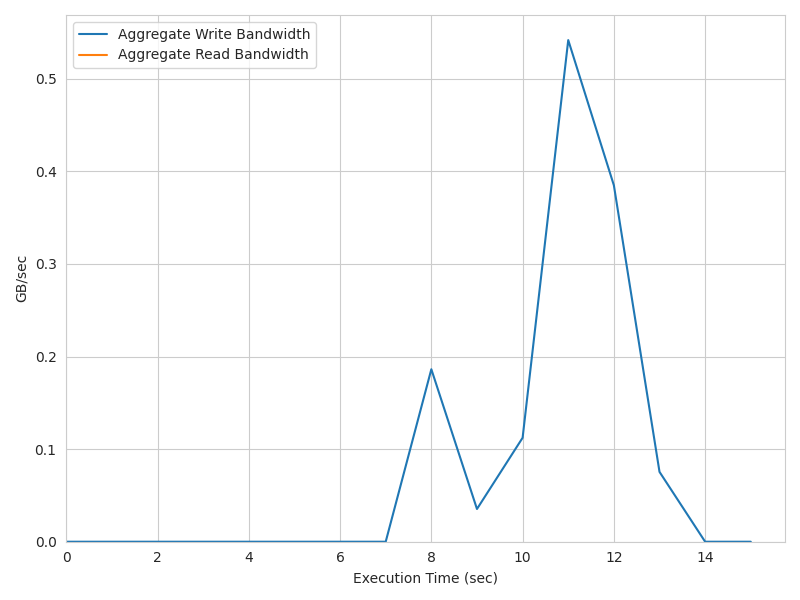 Aggregate Write Bandwidth
Aggregate Read Bandwidth
GB/sec
0.5
0.4
0.3
0.2
0.1
0.0
0 2 4 6 8 10 12 14
Execution Time (sec)